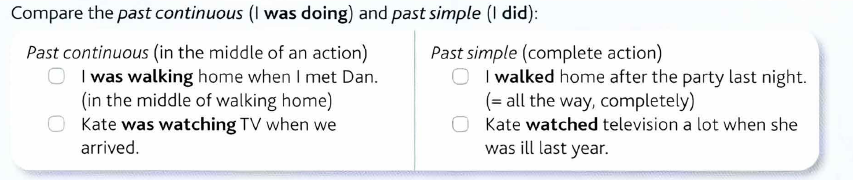 Compare the past continuous (I was doing) and past simple (I did):
Past continuous (in the middle of an action)
I was walking home when I met Dan.
(in the middle of walking home)
Kate was watching TV when we
arrived.
Past simple (complete action)
I walked home after the party last night.
(= all the way, completely)
Kate watched television a lot when she
was ill last year.